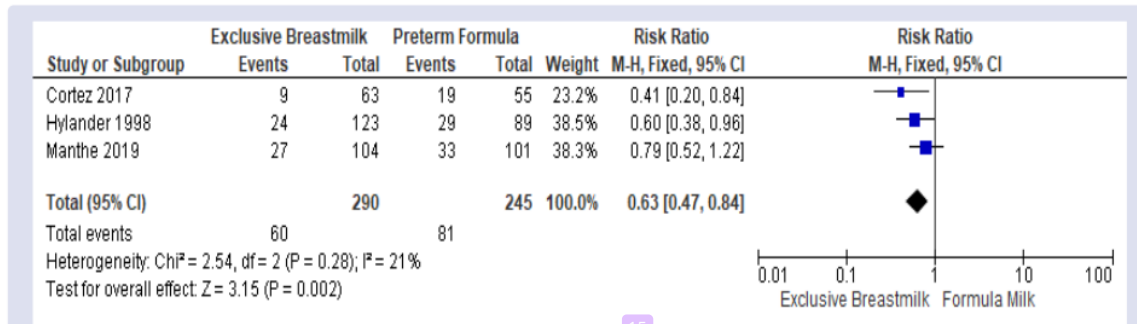 Exclusive Breastmilk Preterm Formula Risk Ratio Risk Ratio
Study or Subgroup Events Total Events Total Weight M-H, Fixed, 95% CI M-H, Fixed, 95% CI
Cortez 2017 9 63 19 55 23.2% 0.41 [0.20, 0.84]
Hylander 1998 24 123 29 89 38.5% 0.60 [0.38, 0.96]
Manthe 2019 27 104 33 101 38.3% 0.79 [0.52, 1.22]
Total (95% CI) 290 245 100.0% 0.63 [0.47, 0.84]
Total events 60 81
Heterogeneity: Chi² = 2.54, df = 2 (P = 0.28); I² = 21%
Test for overall effect: Z = 3.15 (P = 0.002)
0.01 0.1 1 10 100
Exclusive Breastmilk Formula Milk